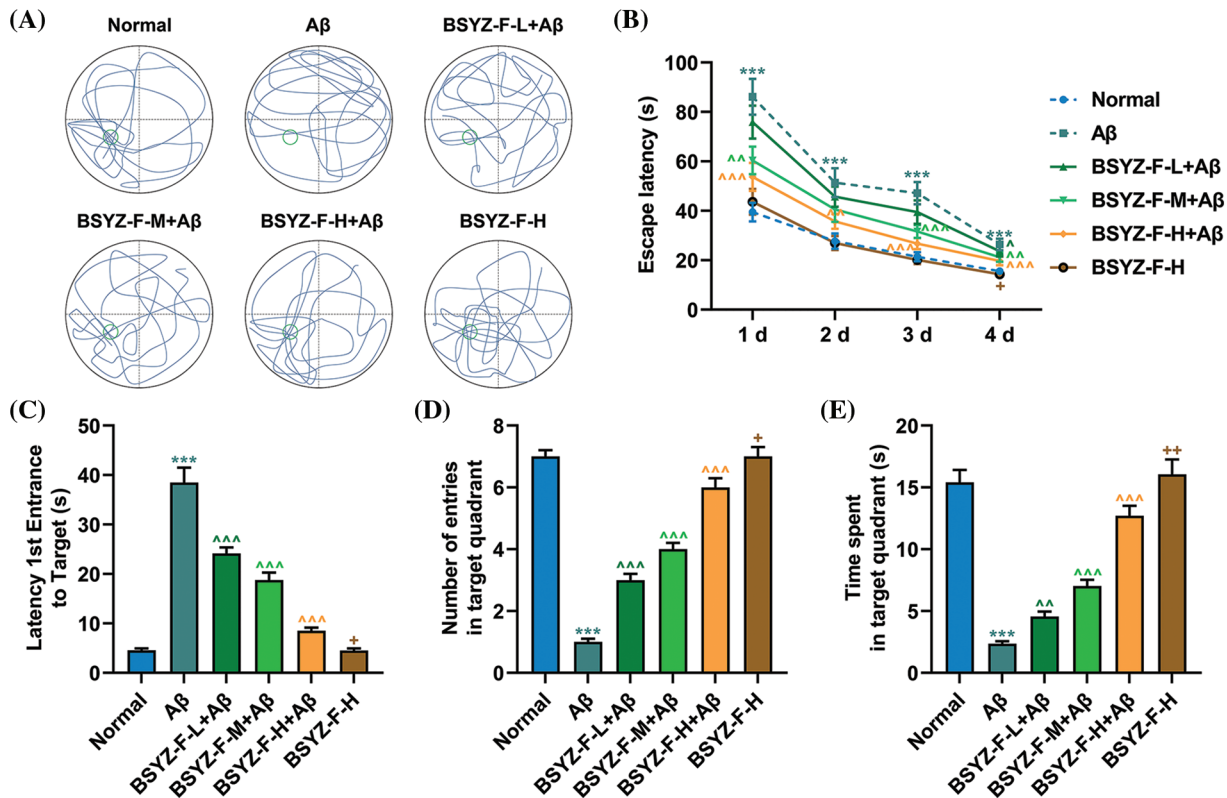 (A)
Normal
Aβ
BSYZ-F-L+Aβ
BSYZ-F-M+Aβ
BSYZ-F-H+Aβ
BSYZ-F-H
(B)
Escape latency (s)
100
80
60
40
20
0
***
***
***
***
^^
^^^
^^
^^^
^^^
^
^^
^^^
+
1 d
2 d
3 d
4 d
Normal
Aβ
BSYZ-F-L+Aβ
BSYZ-F-M+Aβ
BSYZ-F-H+Aβ
BSYZ-F-H
(C)
Latency 1st Entrance
to Target (s)
50
40
30
20
10
0
***
^^^
^^^
^^^
+
Normal
Aβ
BSYZ-F-L+Aβ
BSYZ-F-M+Aβ
BSYZ-F-H+Aβ
BSYZ-F-H
(D)
Number of entries
in target quadrant
8
6
4
2
0
***
^^^
^^^
^^^
+
Normal
Aβ
BSYZ-F-L+Aβ
BSYZ-F-M+Aβ
BSYZ-F-H+Aβ
BSYZ-F-H
(E)
Time spent
in target quadrant (s)
20
15
10
5
0
***
^^
^^^
^^^
++
Normal
Aβ
BSYZ-F-L+Aβ
BSYZ-F-M+Aβ
BSYZ-F-H+Aβ
BSYZ-F-H